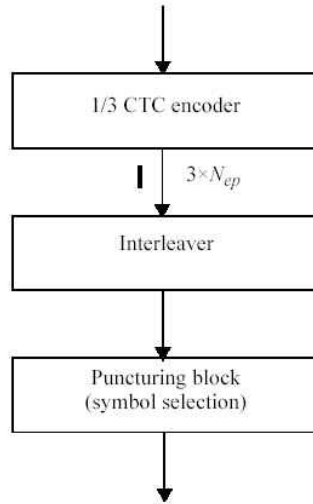 1/3 CTC encoder
3×N_ep
Interleaver
Puncturing block
(symbol selection)